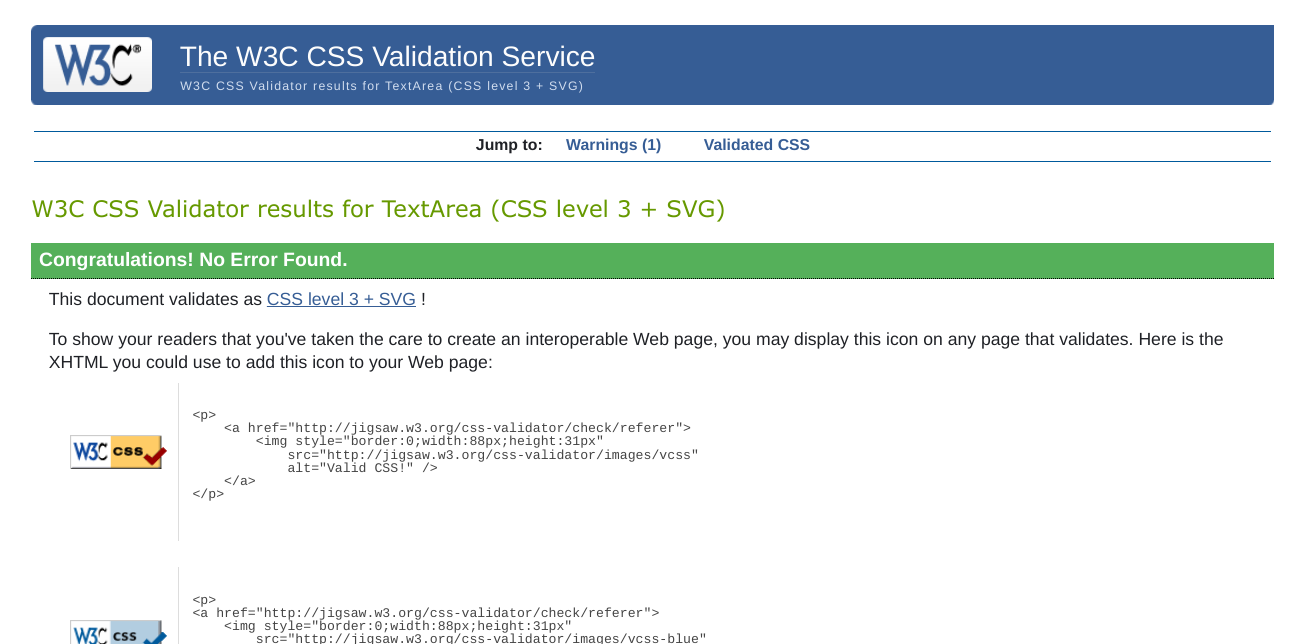 W3C®
The W3C CSS Validation Service
W3C CSS Validator results for TextArea (CSS level 3 + SVG)
Jump to: Warnings (1) Validated CSS
W3C CSS Validator results for TextArea (CSS level 3 + SVG)
Congratulations! No Error Found.
This document validates as CSS level 3 + SVG !
To show your readers that you've taken the care to create an interoperable Web page, you may display this icon on any page that validates. Here is the
XHTML you could use to add this icon to your Web page:
W3C css
<p>
    <a href="http://jigsaw.w3.org/css-validator/check/referer">
        <img style="border:0;width:88px;height:31px"
            src="http://jigsaw.w3.org/css-validator/images/vcss"
            alt="Valid CSS!" />
    </a>
</p>
W3C css
<p>
<a href="http://jigsaw.w3.org/css-validator/check/referer">
    <img style="border:0;width:88px;height:31px"
        src="http://jigsaw.w3.org/css-validator/images/vcss-blue"